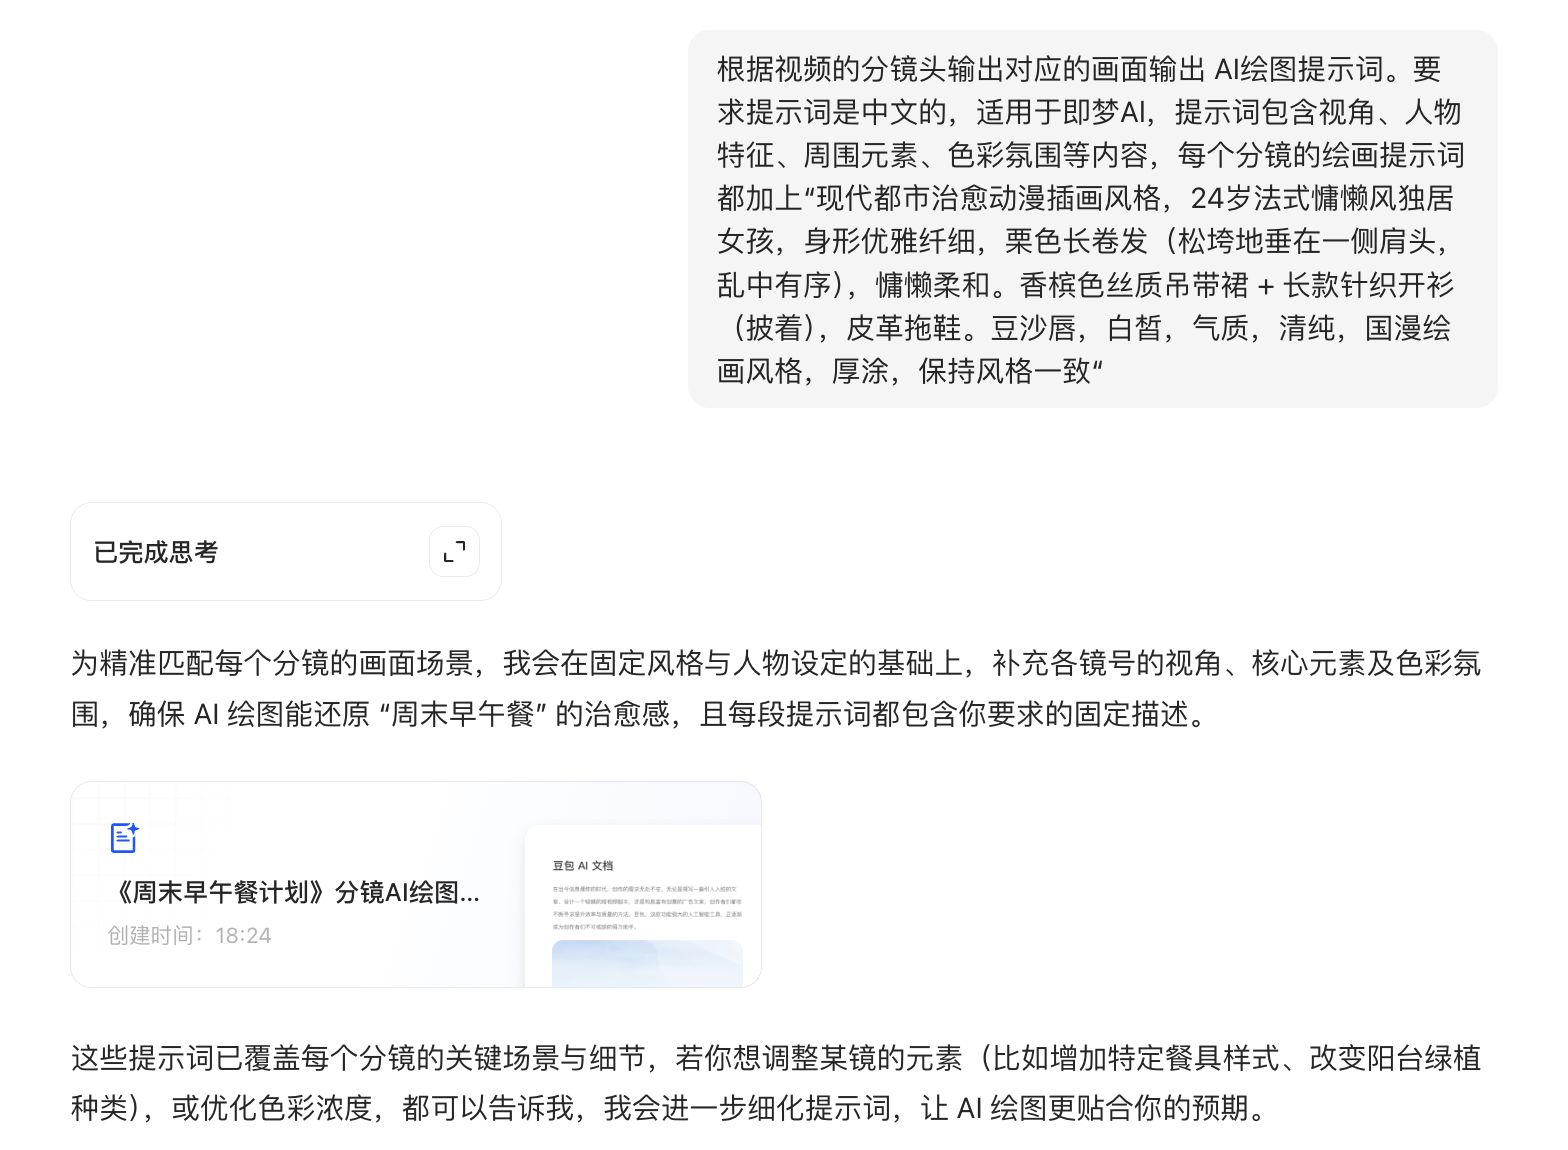 根据视频的分镜头输出对应的画面输出 AI绘图提示词。要
求提示词是中文的，适用于即梦AI，提示词包含视角、人物
特征、周围元素、色彩氛围等内容，每个分镜的绘画提示词
都加上“现代都市治愈动漫插画风格，24岁法式慵懒风独居
女孩，身形优雅纤细，栗色长卷发（松垮地垂在一侧肩头，
乱中有序），慵懒柔和。香槟色丝质吊带裙 + 长款针织开衫
（披着），皮革拖鞋。豆沙唇，白皙，气质，清纯，国漫绘
画风格，厚涂，保持风格一致“
已完成思考
为精准匹配每个分镜的画面场景，我会在固定风格与人物设定的基础上，补充各镜号的视角、核心元素及色彩氛
围，确保 AI 绘图能还原 “周末早午餐” 的治愈感，且每段提示词都包含你要求的固定描述。
《周末早午餐计划》分镜AI绘图...
创建时间：18:24
豆包 AI 文档
这些提示词已覆盖每个分镜的关键场景与细节，若你想调整某镜的元素（比如增加特定餐具样式、改变阳台绿植
种类），或优化色彩浓度，都可以告诉我，我会进一步细化提示词，让 AI 绘图更贴合你的预期。